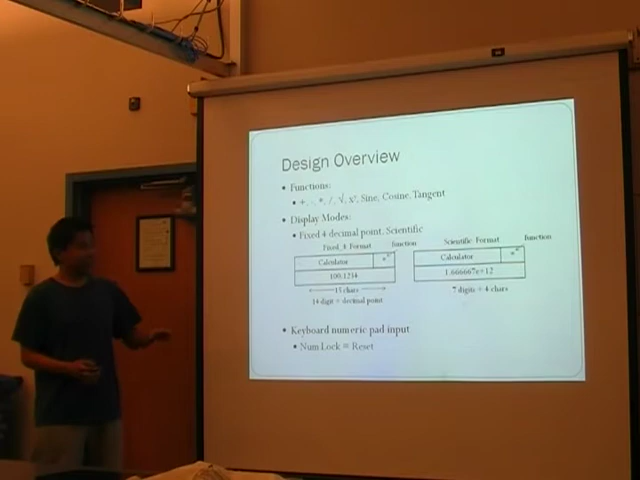 Design Overview
• Functions:
• +, -, *, /, √, x², Sine, Cosine, Tangent
• Display Modes:
• Fixed 4 decimal point, Scientific
Fixed_4 Format function
Calculator
100.1234
15 chars
14 digit + decimal point
Scientific Format function
Calculator
1.666667e+12
7 digits + 4 chars
• Keyboard numeric pad input
• Num Lock = Reset